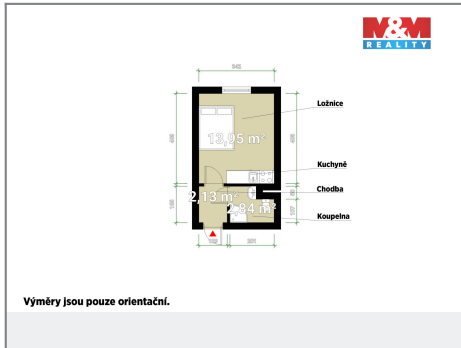 M&M
REALITY
Ložnice
13,95 m²
Kuchyně
2,13 m²
Chodba
2,84 m²
Koupelna
Výměry jsou pouze orientační.